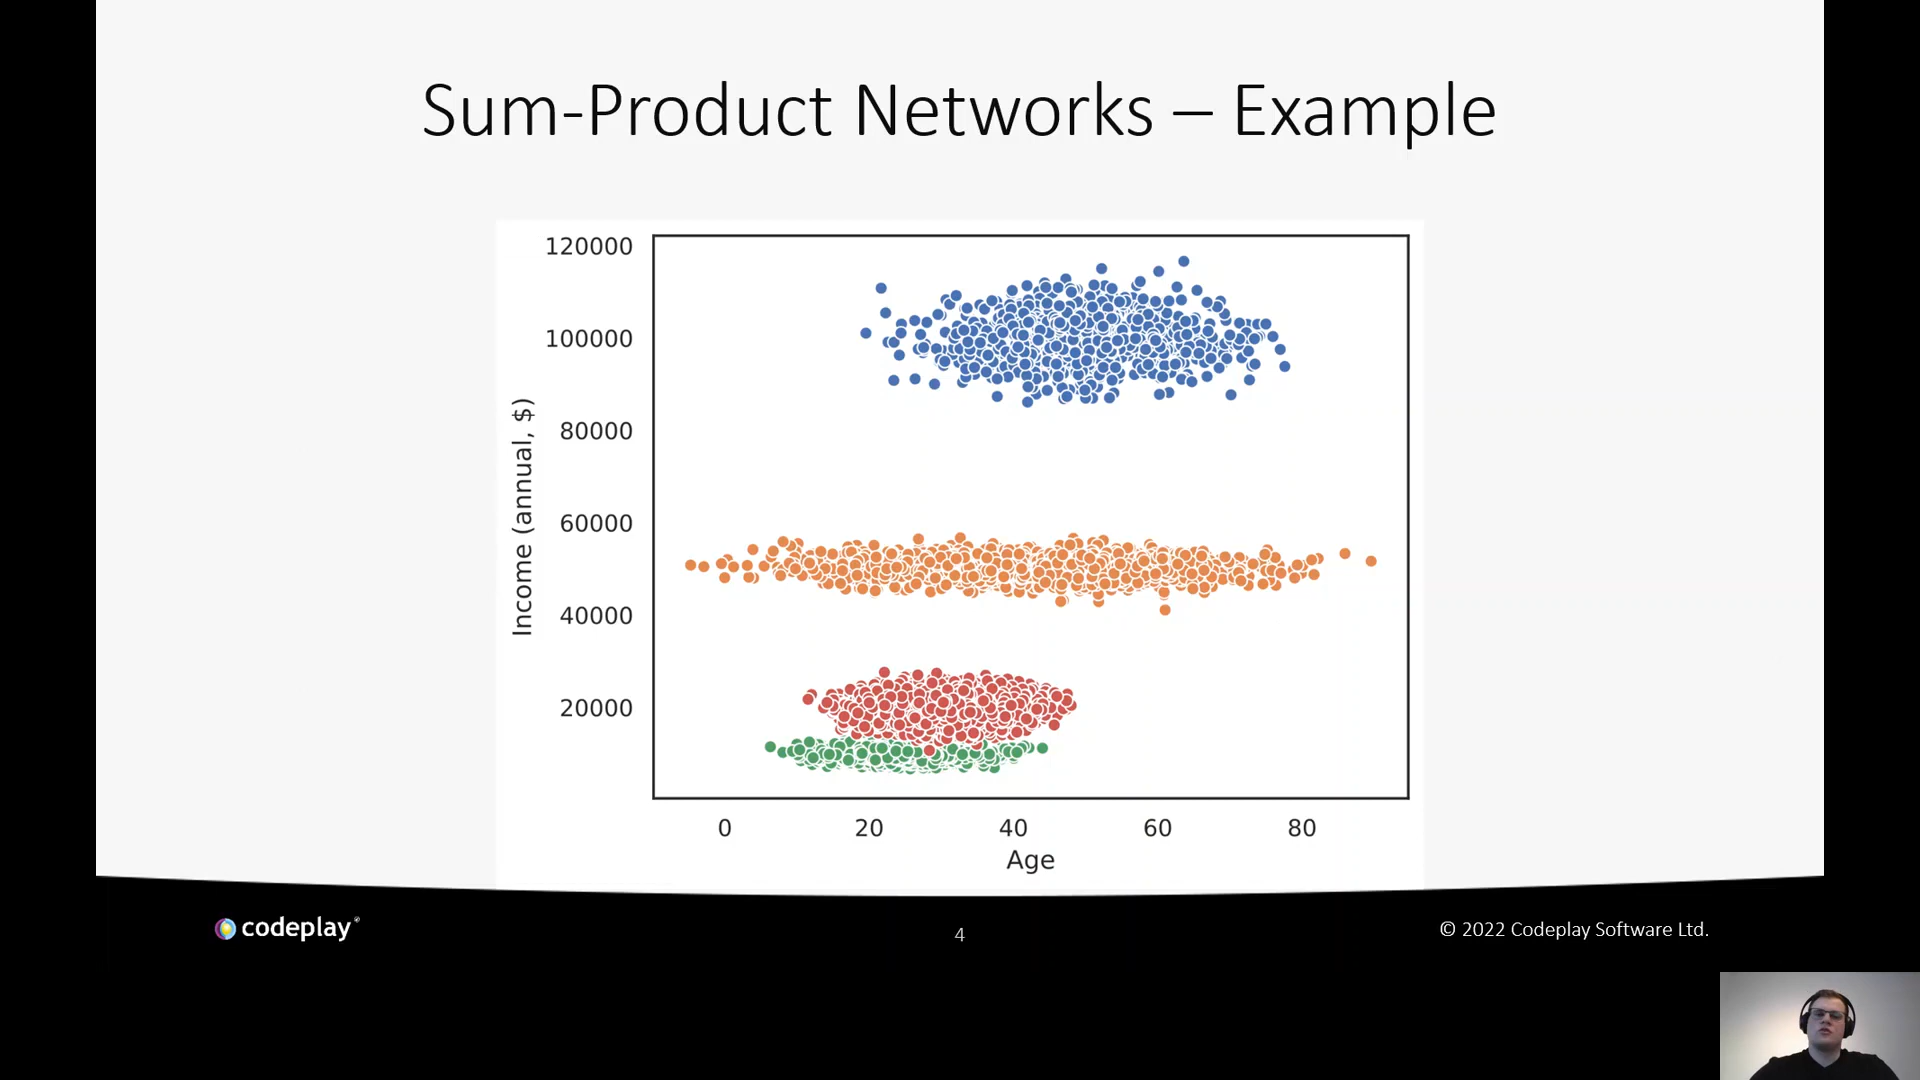 Sum-Product Networks – Example
120000
100000
80000
60000
40000
20000
Income (annual, $)
0 20 40 60 80
Age
codeplay®
4
© 2022 Codeplay Software Ltd.